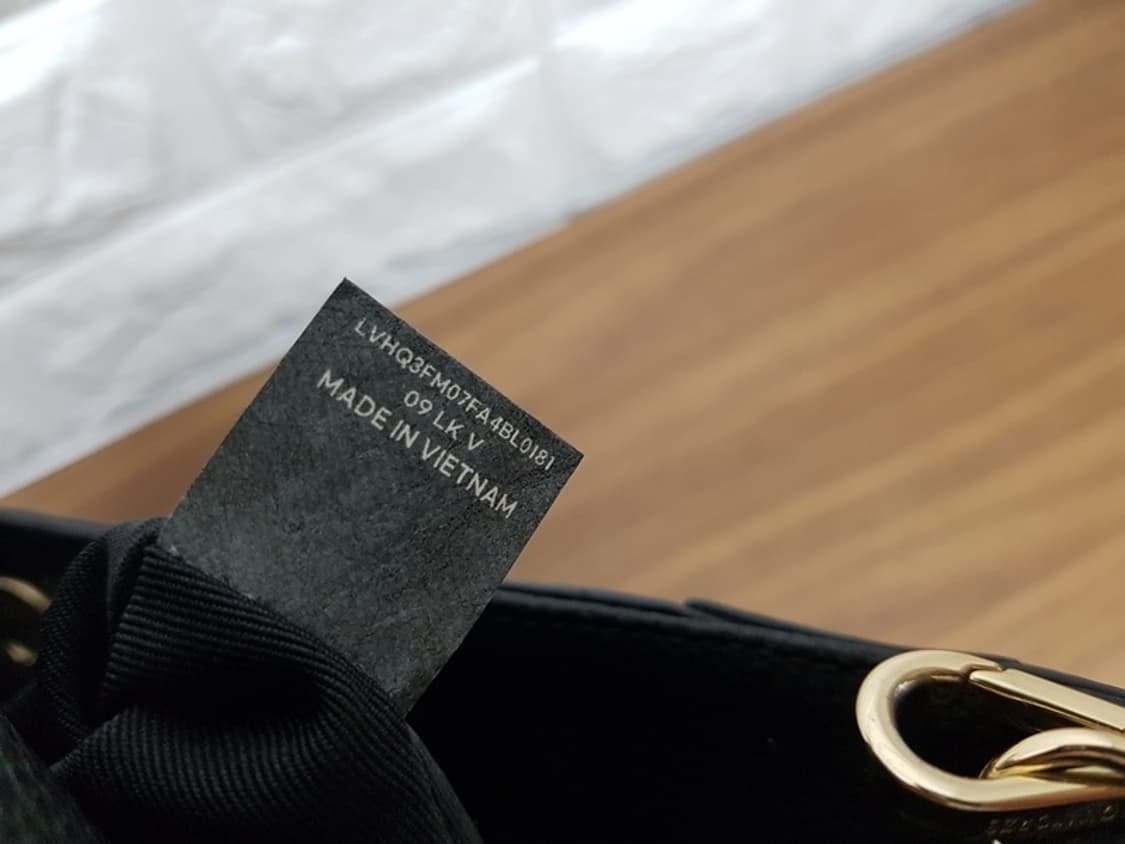 LVHQ3FM07FA4BL0181
09 LK V
MADE IN VIETNAM